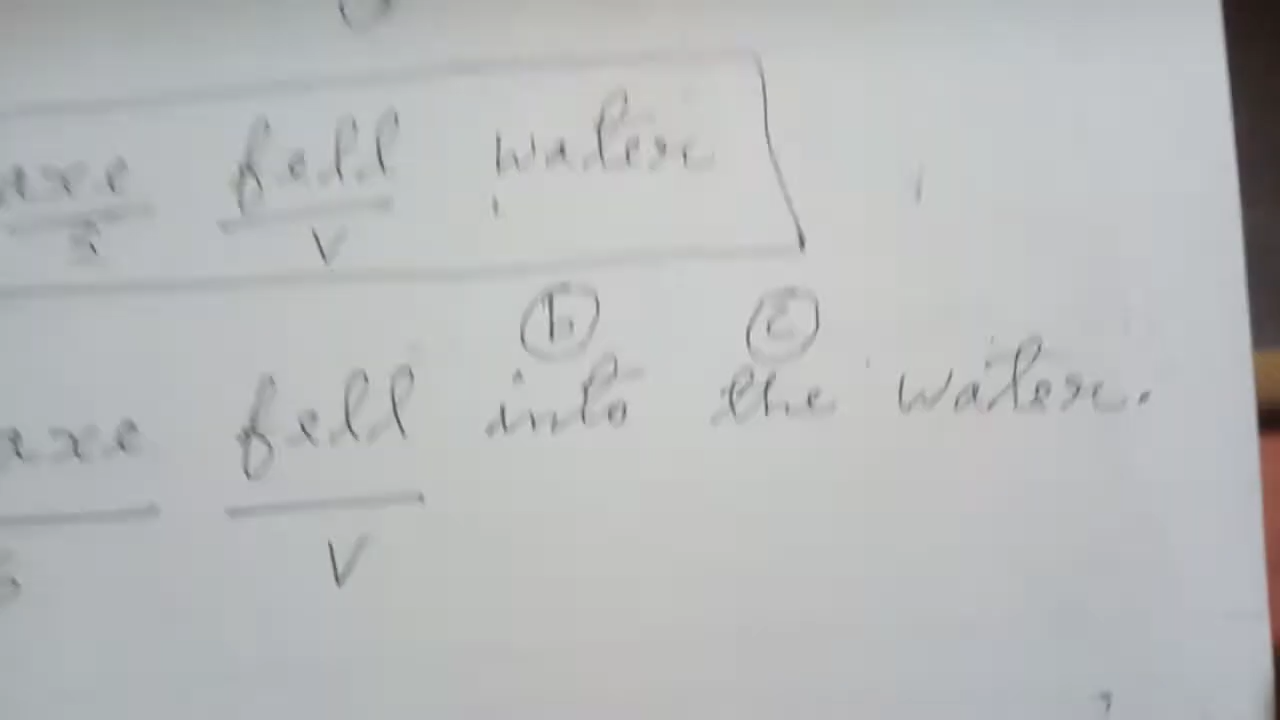 axe fell water
S V
b c
axe fell into the water.
S V